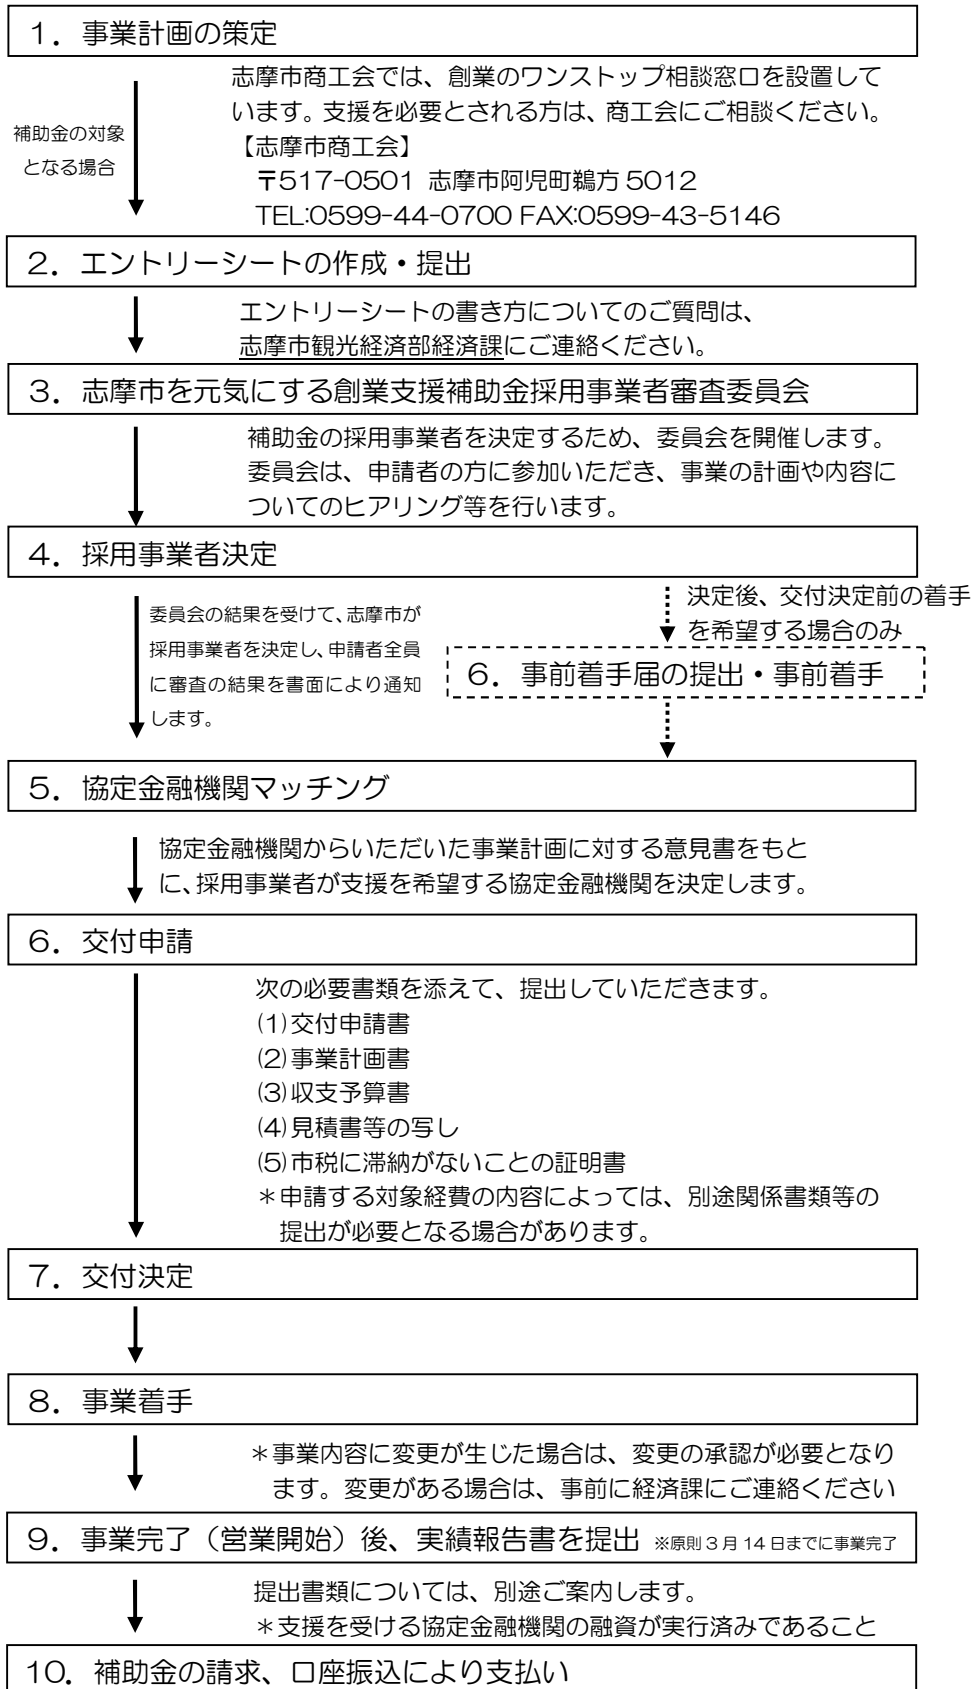 １．事業計画の策定
志摩市商工会では、創業のワンストップ相談窓口を設置して
います。支援を必要とされる方は、商工会にご相談ください。
補助金の対象
となる場合
【志摩市商工会】
〒517-0501 志摩市阿児町鵜方 5012
TEL:0599-44-0700 FAX:0599-43-5146
２．エントリーシートの作成・提出
エントリーシートの書き方についてのご質問は、
志摩市観光経済部経済課にご連絡ください。
３．志摩市を元気にする創業支援補助金採用事業者審査委員会
補助金の採用事業者を決定するため、委員会を開催します。
委員会は、申請者の方に参加いただき、事業の計画や内容に
ついてのヒアリング等を行います。
４．採用事業者決定
委員会の結果を受けて、志摩市が
採用事業者を決定し、申請者全員
に審査の結果を書面により通知
します。
決定後、交付決定前の着手
を希望する場合のみ
６．事前着手届の提出・事前着手
５．協定金融機関マッチング
協定金融機関からいただいた事業計画に対する意見書をもと
に、採用事業者が支援を希望する協定金融機関を決定します。
６．交付申請
次の必要書類を添えて、提出していただきます。
⑴交付申請書
⑵事業計画書
⑶収支予算書
⑷見積書等の写し
⑸市税に滞納がないことの証明書
＊申請する対象経費の内容によっては、別途関係書類等の
提出が必要となる場合があります。
７．交付決定
８．事業着手
＊事業内容に変更が生じた場合は、変更の承認が必要となり
ます。変更がある場合は、事前に経済課にご連絡ください
９．事業完了（営業開始）後、実績報告書を提出 ※原則３月 14 日までに事業完了
提出書類については、別途ご案内します。
＊支援を受ける協定金融機関の融資が実行済みであること
10．補助金の請求、口座振込により支払い